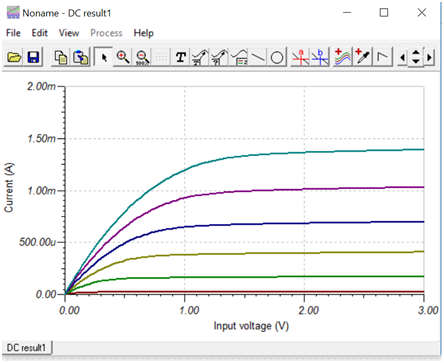 Noname - DC result1
File Edit View Process Help
T
a
b
2.00m
1.50m
1.00m
500.00u
0.00
Current (A)
0.00 1.00 2.00 3.00
Input voltage (V)
DC result1